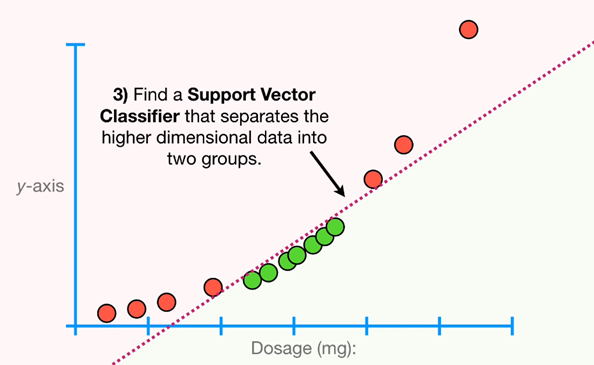 3) Find a Support Vector
Classifier that separates the
higher dimensional data into
two groups.
y-axis
Dosage (mg):